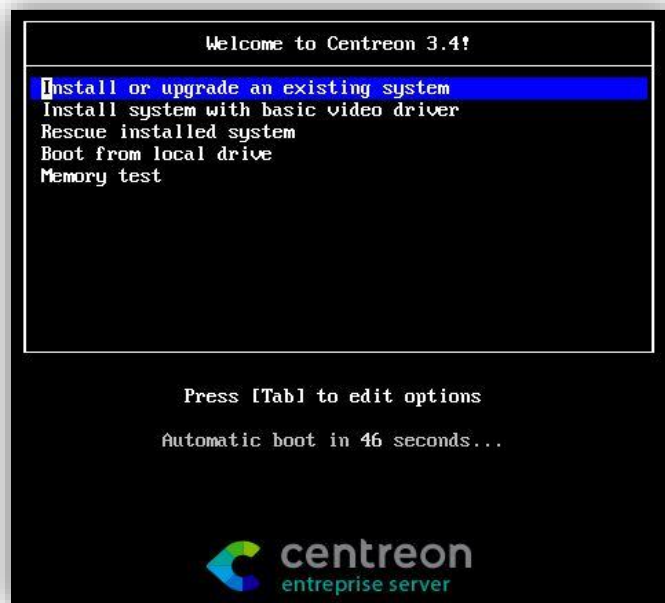 Welcome to Centreon 3.4!
Install or upgrade an existing system
Install system with basic video driver
Rescue installed system
Boot from local drive
Memory test
Press [Tab] to edit options
Automatic boot in 46 seconds...
centreon
entreprise server